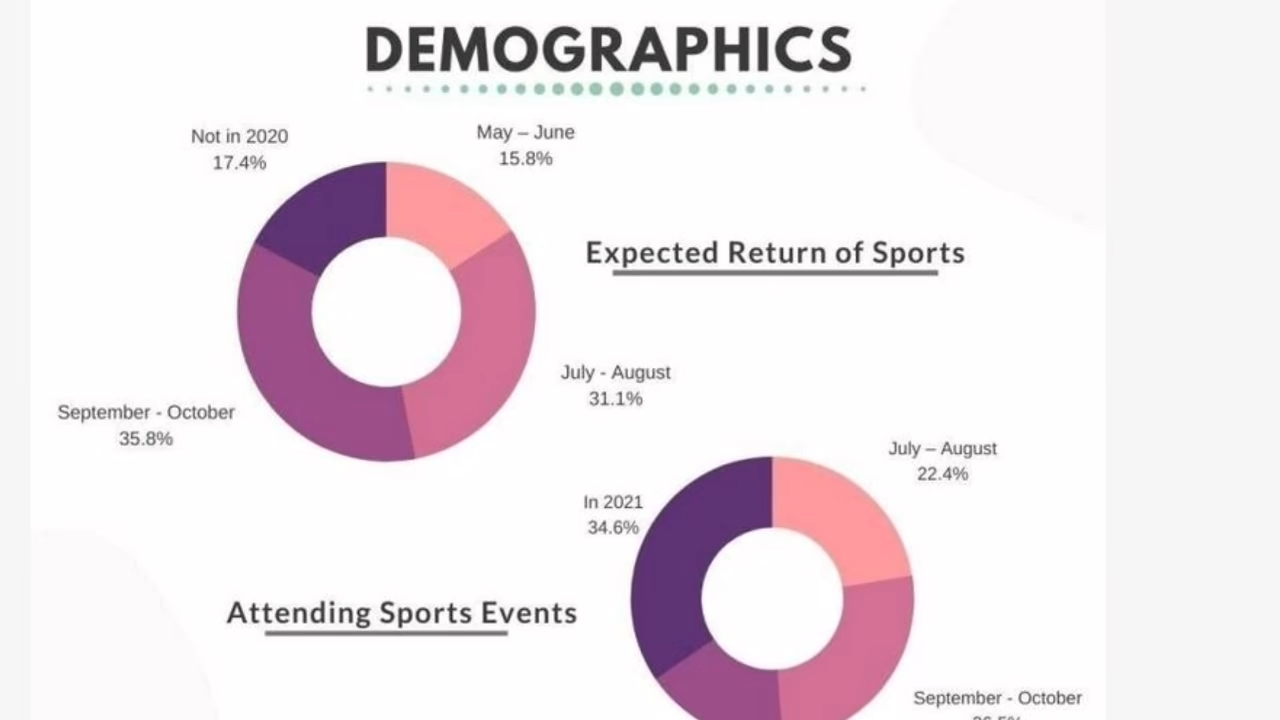 DEMOGRAPHICS
Not in 2020
17.4%
May – June
15.8%
Expected Return of Sports
July - August
31.1%
September - October
35.8%
July – August
22.4%
In 2021
34.6%
Attending Sports Events
September - October